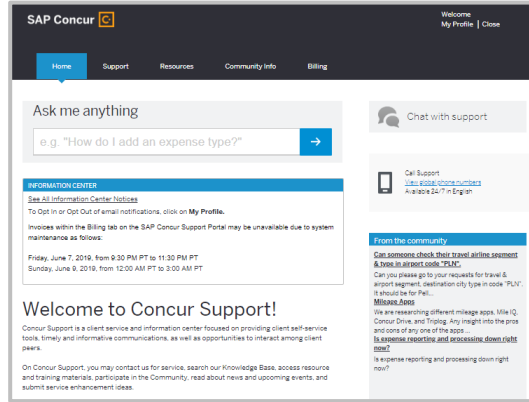 SAP Concur C
Welcome
My Profile | Close
Home Support Resources Community Info Billing
Ask me anything
e.g. "How do I add an expense type?"
Chat with support
Call Support
View global phone numbers
Available 24/7 in English
INFORMATION CENTER
See All Information Center Notices
To Opt In or Opt Out of email notifications, click on My Profile.
Invoices within the Billing tab on the SAP Concur Support Portal may be unavailable due to system
maintenance as follows:
Friday, June 7, 2019, from 9:30 PM PT to 11:30 PM PT
Sunday, June 9, 2019, from 12:00 AM PT to 3:00 AM PT
From the community
Can someone check their travel airline segment
& type in airport code "PLN".
Can you please go to your requests for travel &
airport segment, destination city type in code "PLN".
It should be for Pell...
Mileage Apps
We are researching different mileage apps, Mile IQ,
Concur Drive, and Triplog. Any insight into the pros
and cons of any one of the apps ...
Is expense reporting and processing down right
now?
Is expense reporting and processing down right
now?
Welcome to Concur Support!
Concur Support is a client service and information center focused on providing client self-service
tools, timely and informative communications, as well as opportunities to interact among client
peers.
On Concur Support, you may contact us for service, search our Knowledge Base, access resource
and training materials, participate in the Community, read about news and upcoming events, and
submit service enhancement ideas.